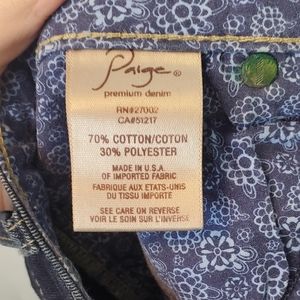 Paige®
premium denim
RN#27002
CA#51217
70% COTTON/COTON
30% POLYESTER
MADE IN U.S.A
OF IMPORTED FABRIC
FABRIQUE AUX ETATS-UNIS
DU TISSU IMPORTE
SEE CARE ON REVERSE
VOIR LE SOIN SUR L'INVERSE